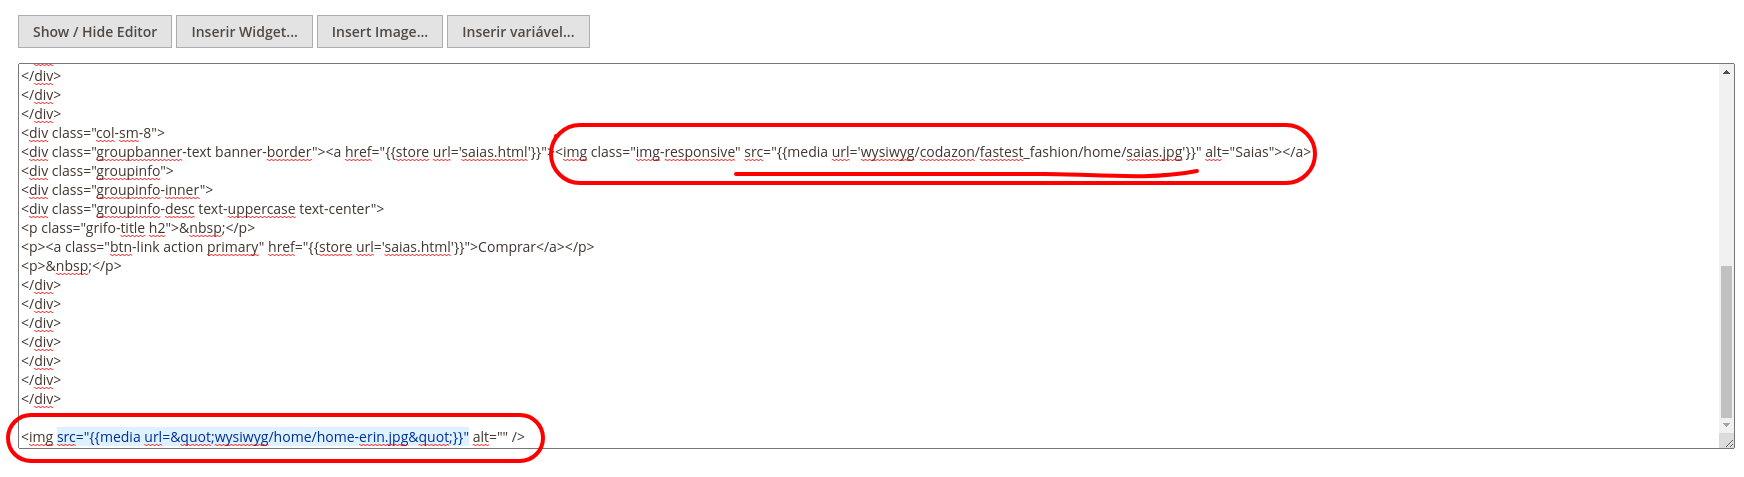 Show / Hide Editor Inserir Widget... Insert Image... Inserir variável...
</div>
</div>
</div>
<div class="col-sm-8">
<div class="groupbanner-text banner-border"><a href="{{store url='saias.html'}}"><img class="img-responsive" src="{{media url='wysiwyg/codazon/fastest_fashion/home/saias.jpg'}}" alt="Saias"></a>
<div class="groupinfo">
<div class="groupinfo-inner">
<div class="groupinfo-desc text-uppercase text-center">
<p class="grifo-title h2">&nbsp;</p>
<p><a class="btn-link action primary" href="{{store url='saias.html'}}">Comprar</a></p>
<p>&nbsp;</p>
</div>
</div>
</div>
</div>
</div>
</div>
</div>
<img src="{{media url=&quot;wysiwyg/home/home-erin.jpg&quot;}}" alt="" />